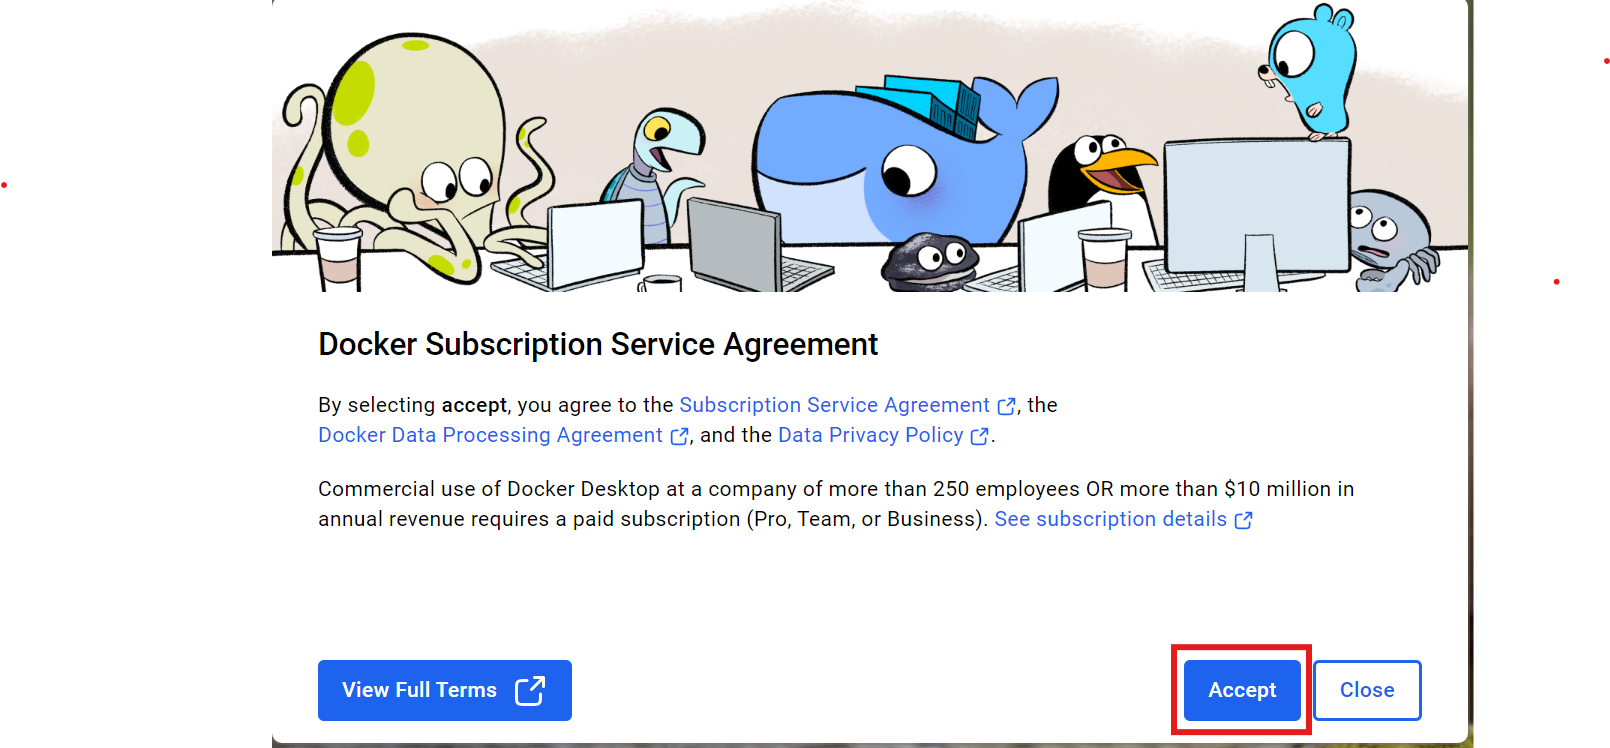 Docker Subscription Service Agreement
By selecting accept, you agree to the Subscription Service Agreement, the
Docker Data Processing Agreement, and the Data Privacy Policy.
Commercial use of Docker Desktop at a company of more than 250 employees OR more than $10 million in
annual revenue requires a paid subscription (Pro, Team, or Business). See subscription details
View Full Terms
Accept
Close